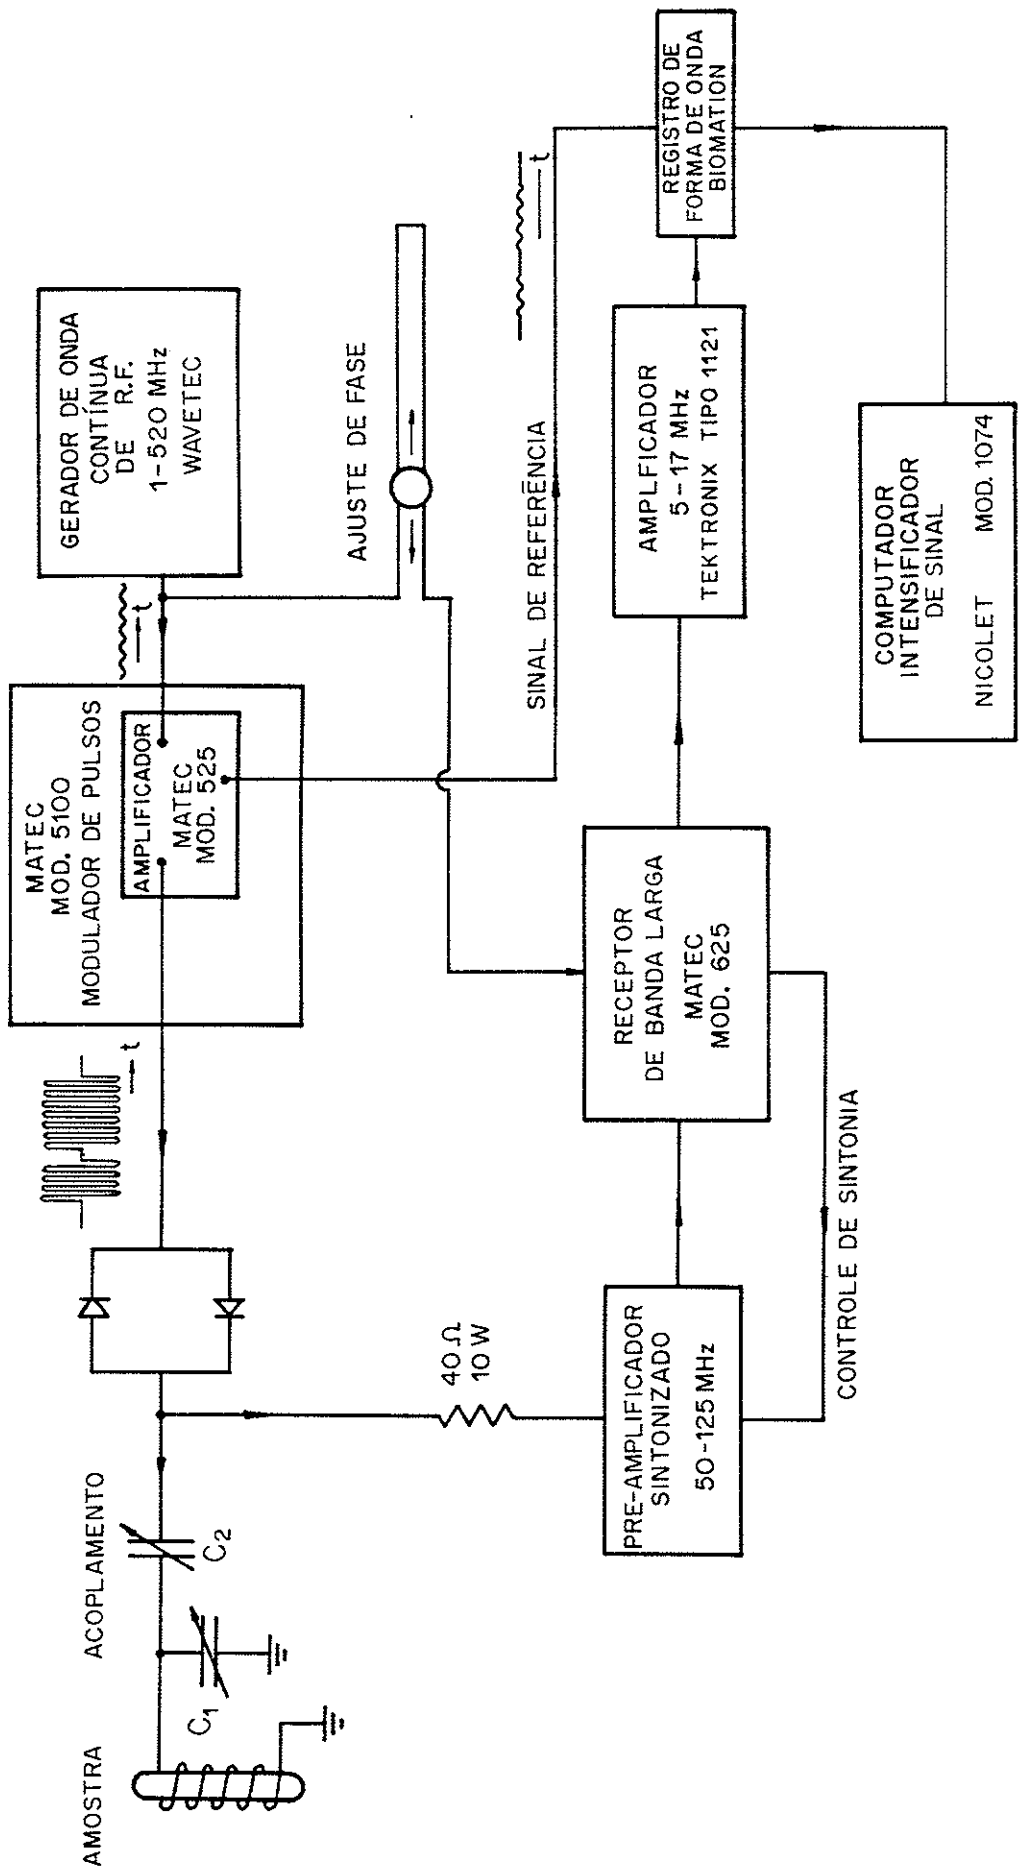 AMOSTRA
ACOPLAMENTO
C1
C2
t
MATEC
MOD. 5100
MODULADOR DE PULSOS
AMPLIFICADOR
MATEC
MOD. 525
t
GERADOR DE ONDA
CONTÍNUA
DE R.F.
1-520 MHz
WAVETEC
AJUSTE DE FASE
SINAL DE REFERÊNCIA
t
40 Ω
10 W
PRE-AMPLIFICADOR
SINTONIZADO
50-125 MHz
CONTROLE DE SINTONIA
RECEPTOR
DE BANDA LARGA
MATEC
MOD. 625
AMPLFICADOR
5-17 MHz
TEKTRONIX TIPO 1121
REGISTRO DE
FORMA DE ONDA
BIOMATION
COMPUTADOR
INTENSIFICADOR
DE SINAL
NICOLET MOD. 1074